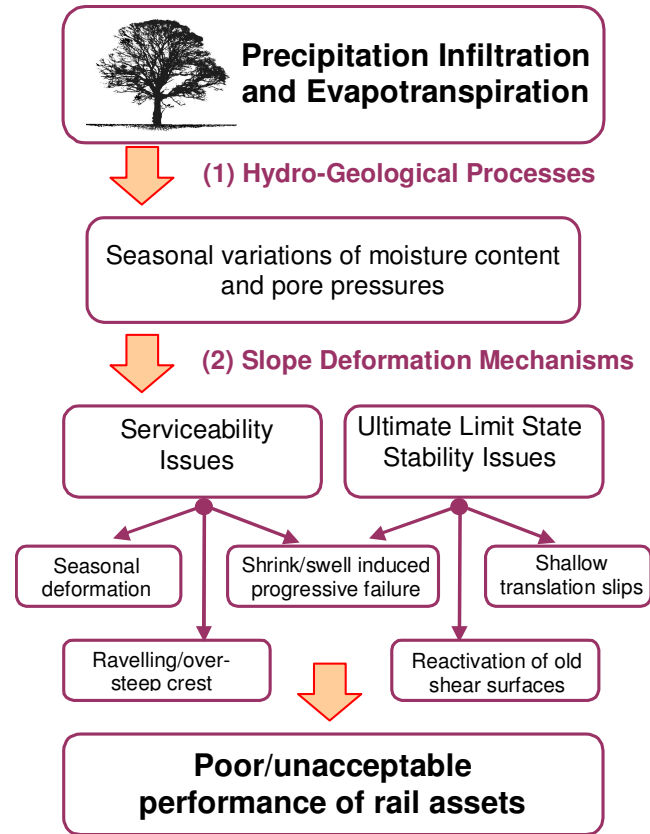 Precipitation Infiltration
and Evapotranspiration
(1) Hydro-Geological Processes
Seasonal variations of moisture content
and pore pressures
(2) Slope Deformation Mechanisms
Serviceability
Issues
Ultimate Limit State
Stability Issues
Seasonal
deformation
Shrink/swell induced
progressive failure
Shallow
translation slips
Ravelling/over-
steep crest
Reactivation of old
shear surfaces
Poor/unacceptable
performance of rail assets